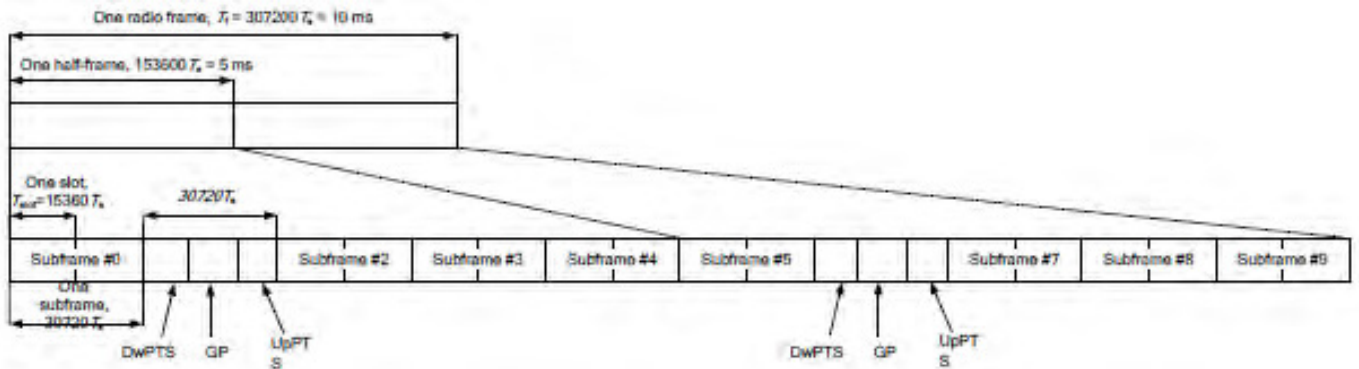 One radio frame, Tf = 307200 Ts = 10 ms
One half-frame, 153600 Ts = 5 ms
One slot,
Tslot=15360 Ts
30720Ts
Subframe #0
Subframe #2
Subframe #3
Subframe #4
Subframe #5
Subframe #7
Subframe #8
Subframe #9
One
subframe,
30720 Ts
DwPTS
GP
UpPT
S
DwPTS
GP
UpPT
S